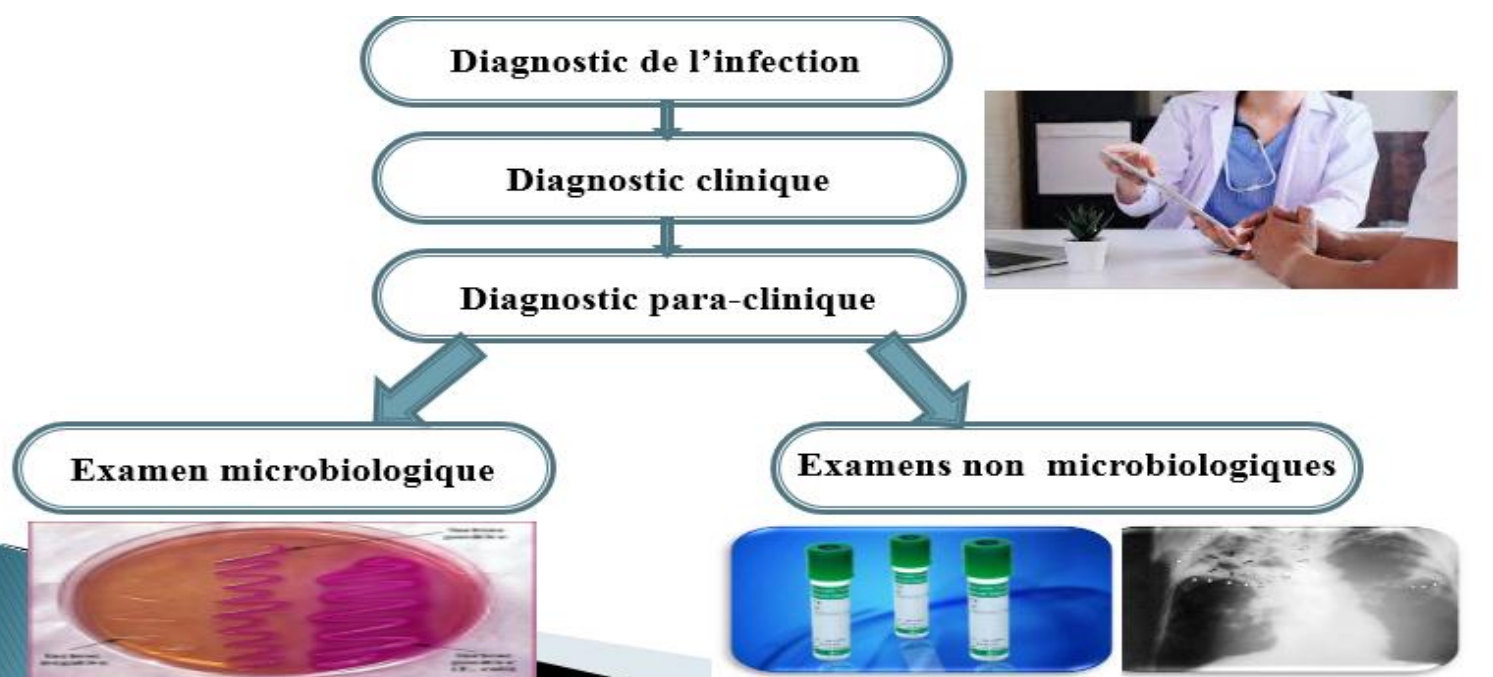 Diagnostic de l’infection
Diagnostic clinique
Diagnostic para-clinique
Examen microbiologique
Examens non microbiologiques